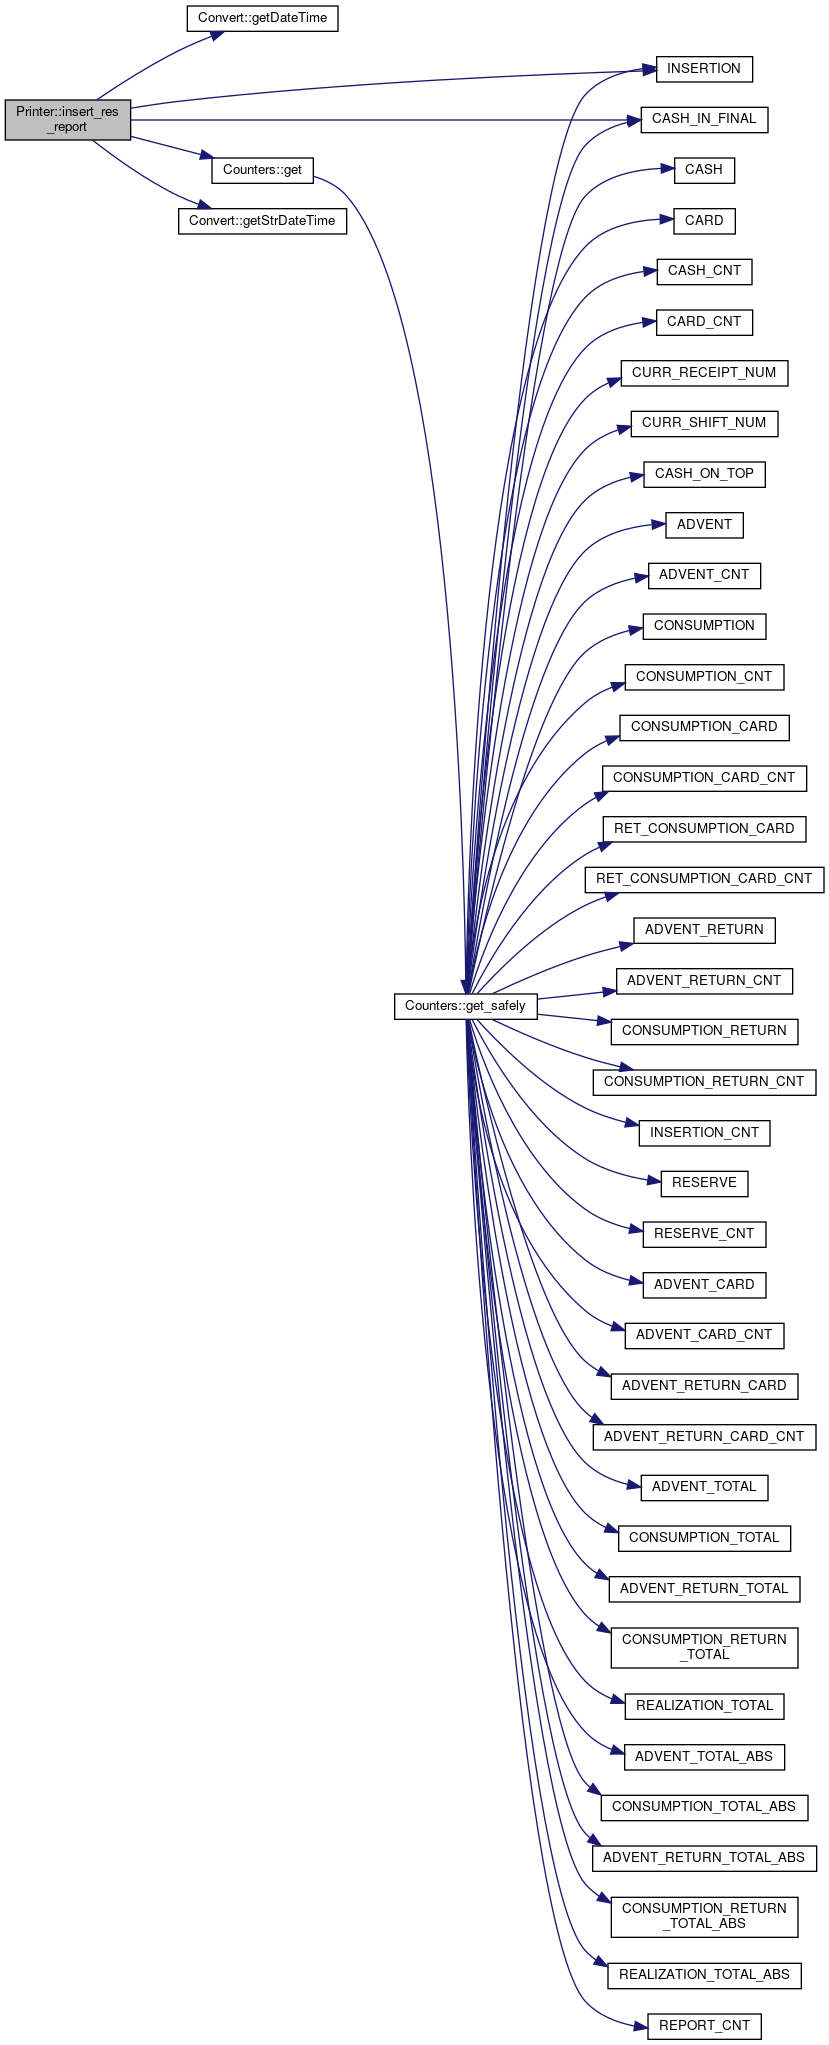 Convert::getDateTime
Printer::insert_res
_report
Counters::get
Convert::getStrDateTime
Counters::get_safely
INSERTION
CASH_IN_FINAL
CASH
CARD
CASH_CNT
CARD_CNT
CURR_RECEIPT_NUM
CURR_SHIFT_NUM
CASH_ON_TOP
ADVENT
ADVENT_CNT
CONSUMPTION
CONSUMPTION_CNT
CONSUMPTION_CARD
CONSUMPTION_CARD_CNT
RET_CONSUMPTION_CARD
RET_CONSUMPTION_CARD_CNT
ADVENT_RETURN
ADVENT_RETURN_CNT
CONSUMPTION_RETURN
CONSUMPTION_RETURN_CNT
INSERTION_CNT
RESERVE
RESERVE_CNT
ADVENT_CARD
ADVENT_CARD_CNT
ADVENT_RETURN_CARD
ADVENT_RETURN_CARD_CNT
ADVENT_TOTAL
CONSUMPTION_TOTAL
ADVENT_RETURN_TOTAL
CONSUMPTION_RETURN
_TOTAL
REALIZATION_TOTAL
ADVENT_TOTAL_ABS
CONSUMPTION_TOTAL_ABS
ADVENT_RETURN_TOTAL_ABS
CONSUMPTION_RETURN
_TOTAL_ABS
REALIZATION_TOTAL_ABS
REPORT_CNT